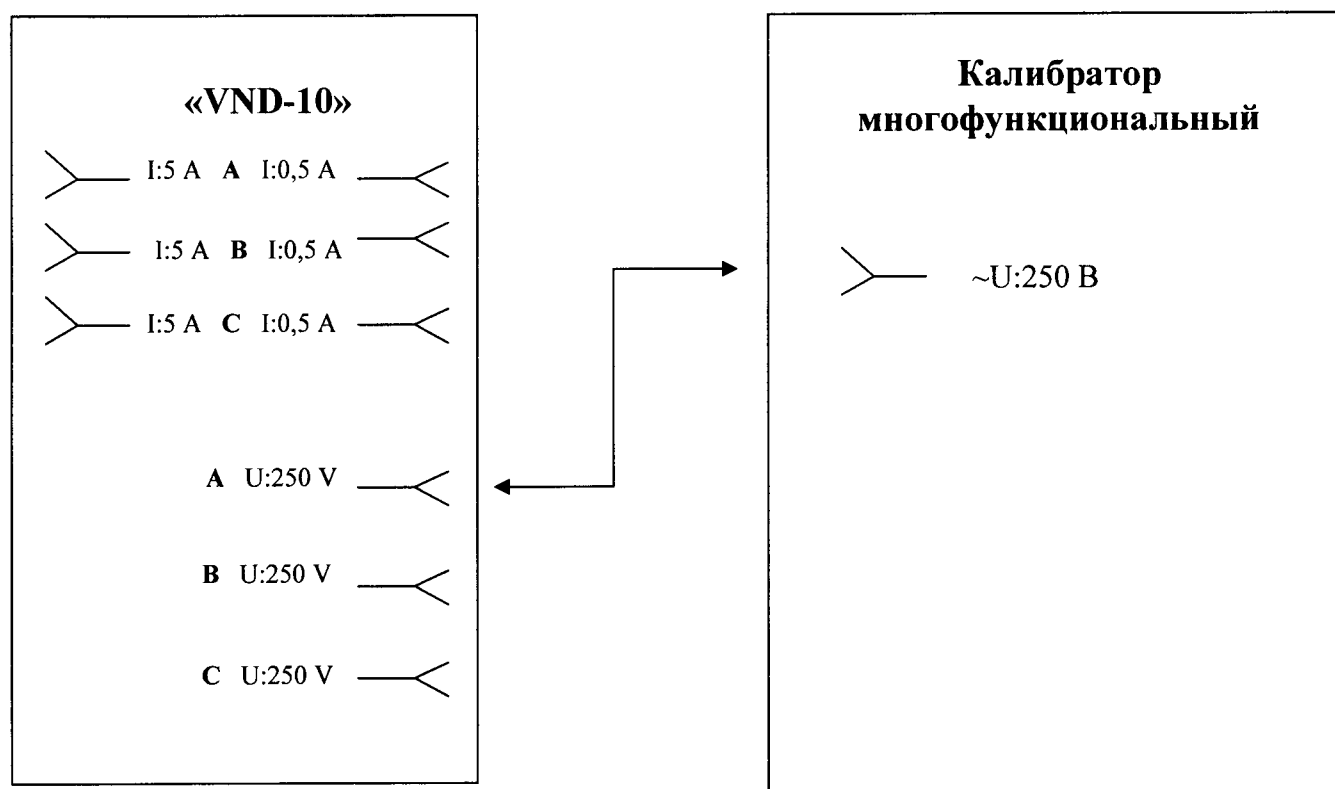 «VND-10»
I:5 A A I:0,5 A
I:5 A B I:0,5 A
I:5 A C I:0,5 A
A U:250 V
B U:250 V
C U:250 V
Калибратор
многофункциональный
~U:250 В